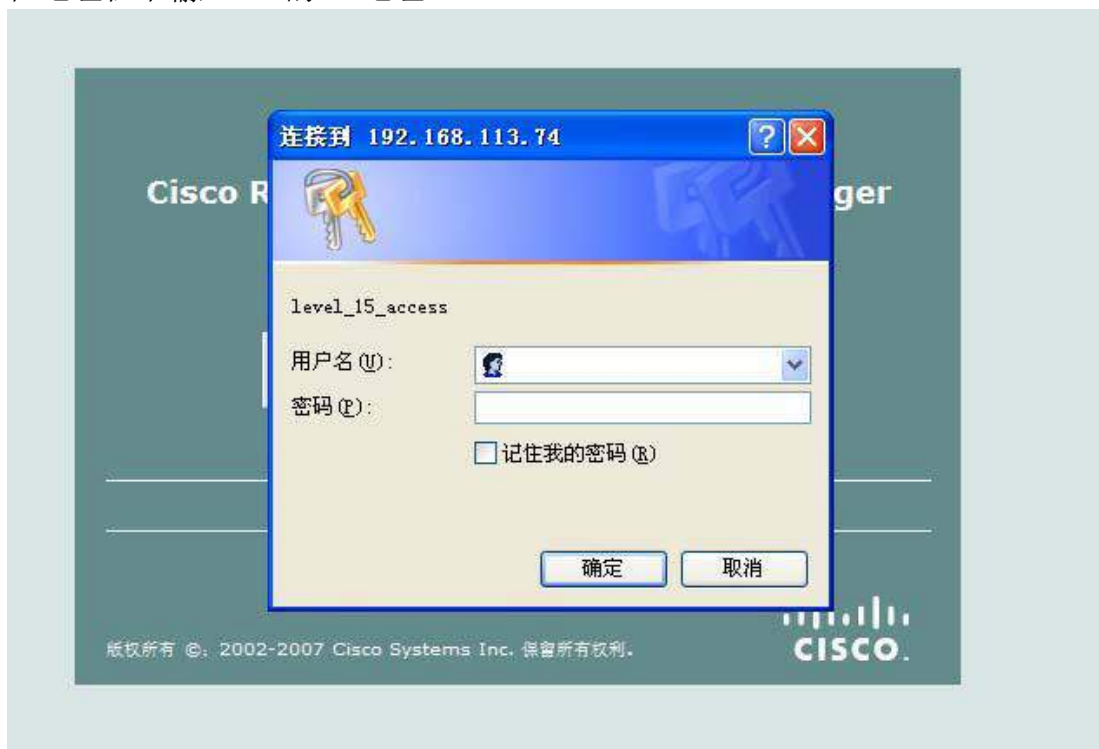 连接到 192.168.113.74
Cisco R
ger
level_15_access
用户名(U):
密码(P):
记住我的密码(R)
确定
取消
版权所有 ©: 2002-2007 Cisco Systems Inc. 保留所有权利.
CISCO.